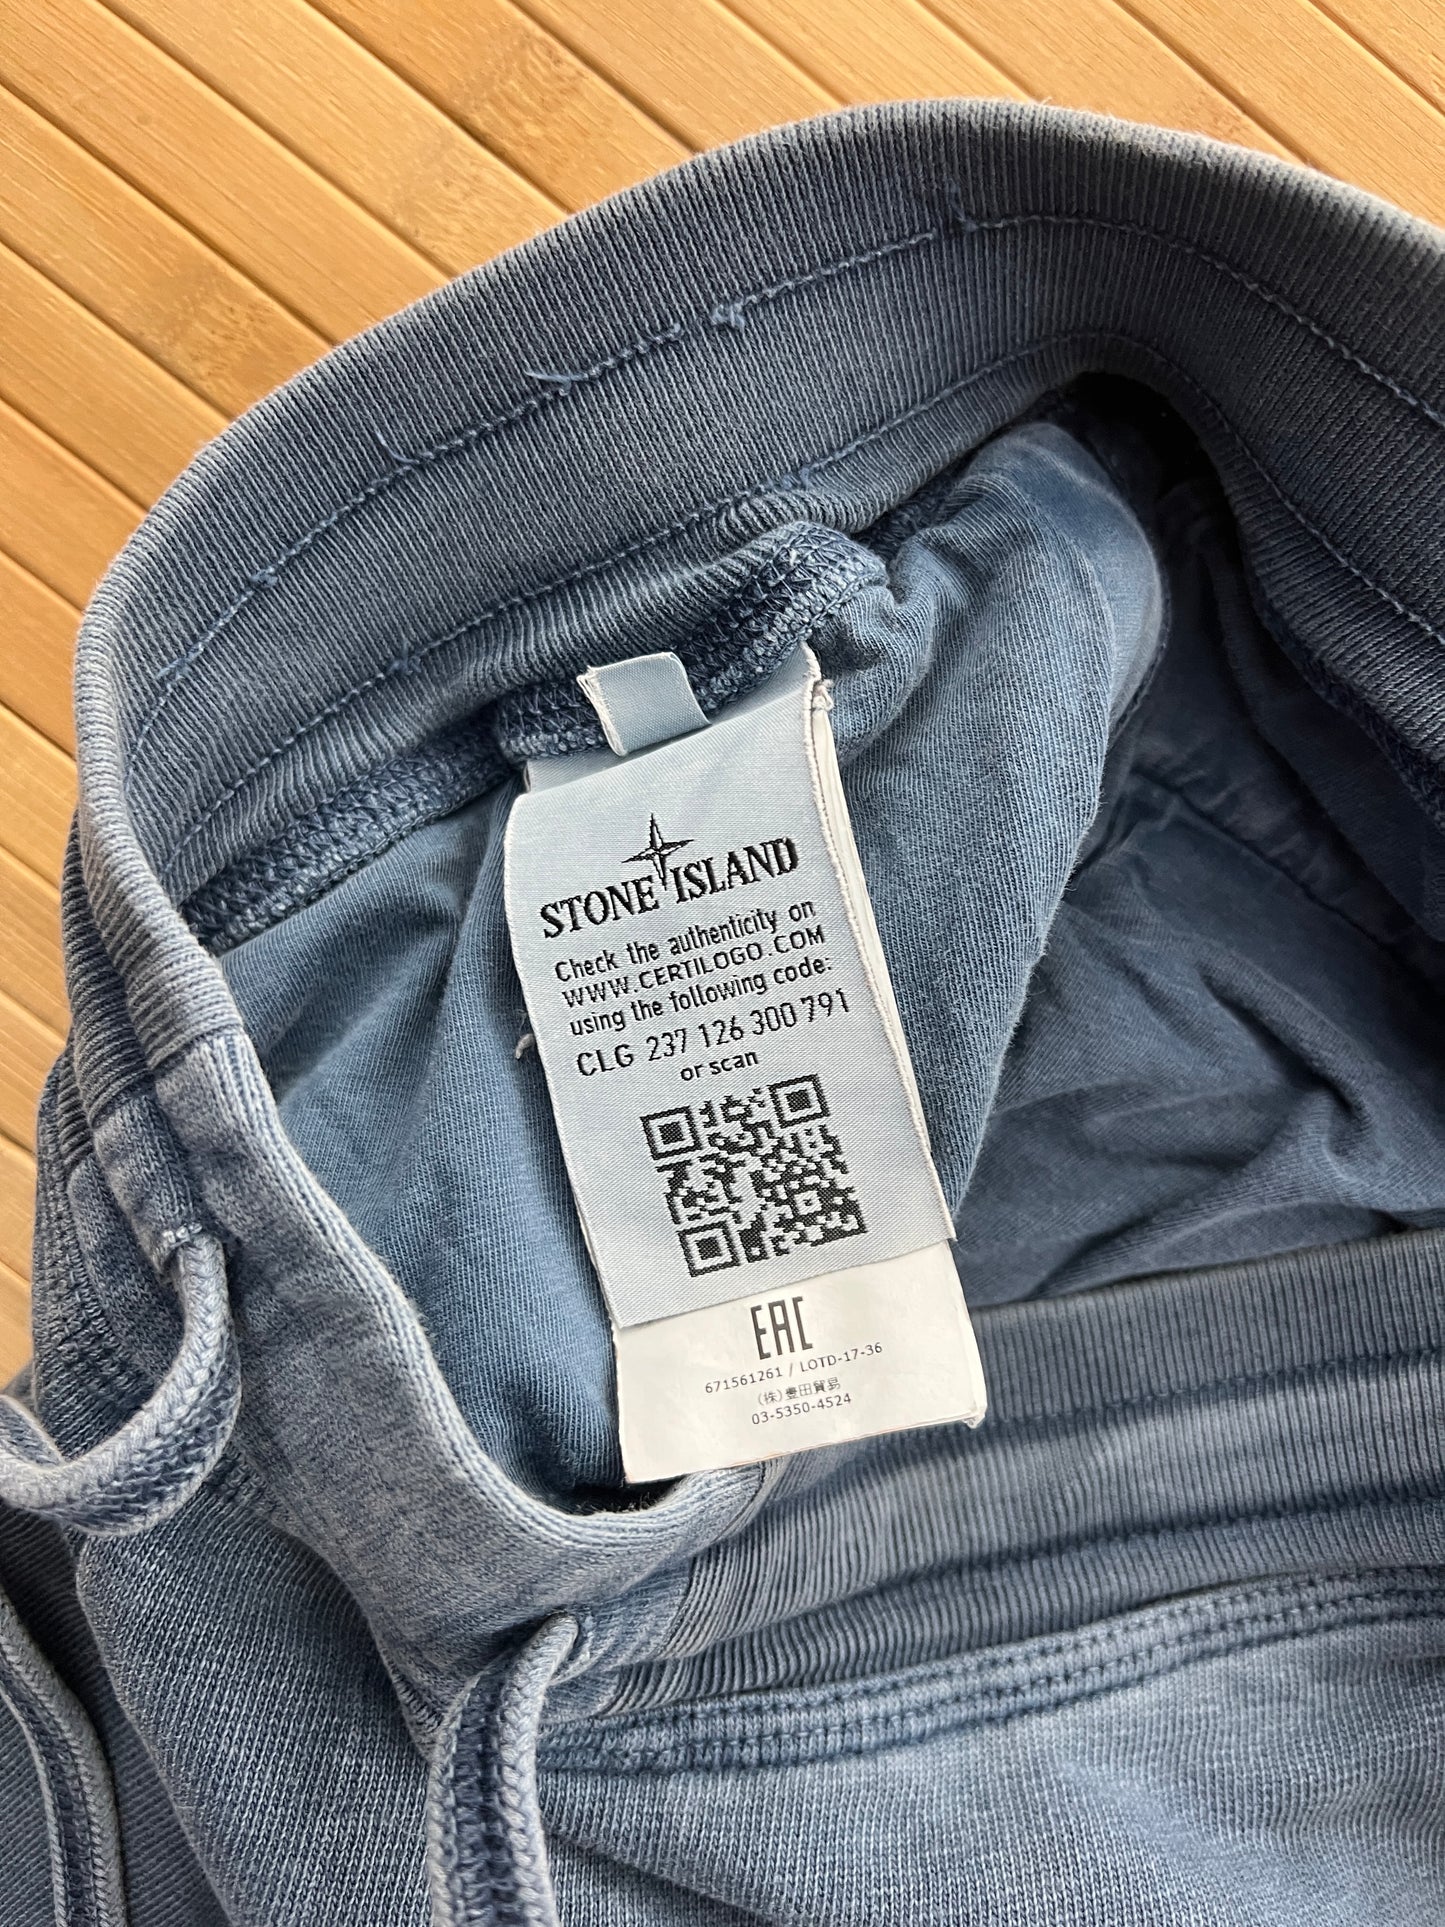 STONE ISLAND
Check the authenticity on
WWW.CERTILOGO.COM
using the following code:
CLG 237 126 300 791
or scan
EAC
671561261 / LOTD-17-36
(株)豊田貿易
03-5350-4524